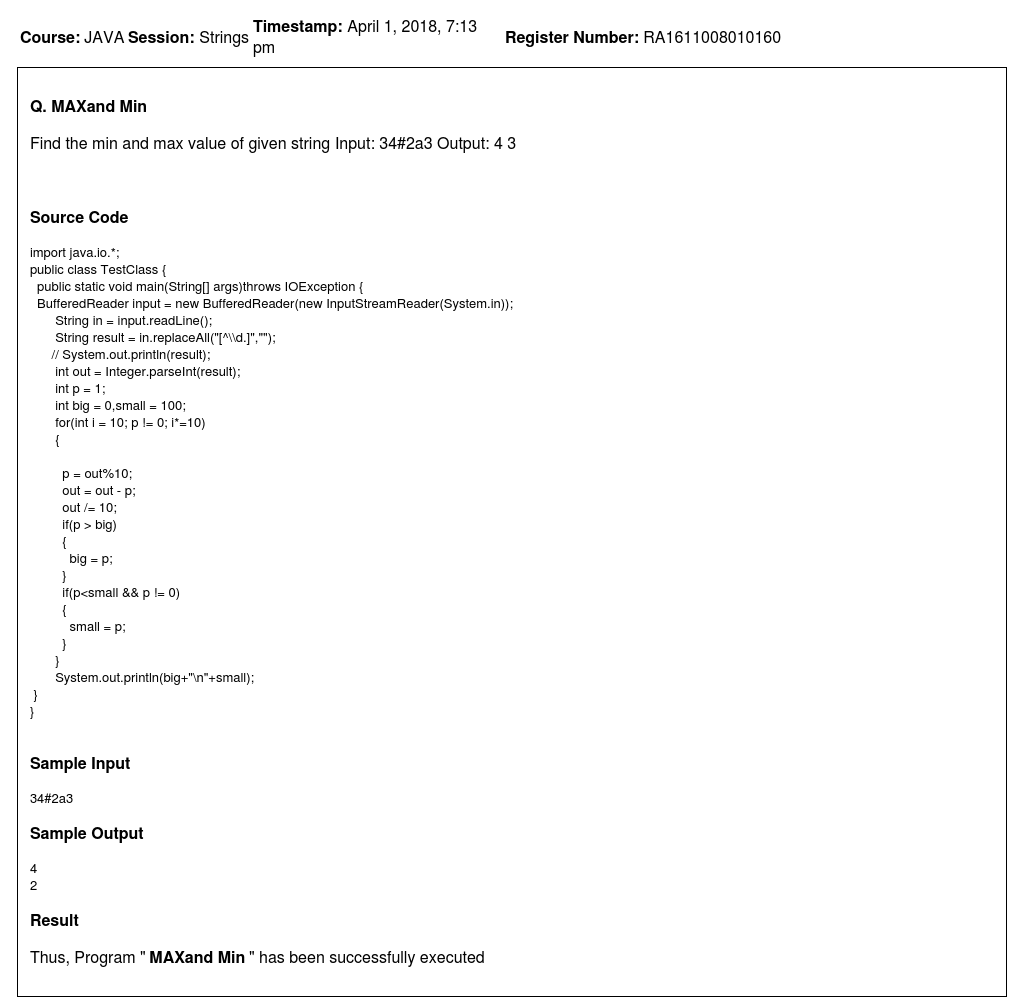 Course: JAVA Session: Strings Timestamp: April 1, 2018, 7:13 pm Register Number: RA1611008010160
Q. MAXand Min
Find the min and max value of given string Input: 34#2a3 Output: 4 3
Source Code
import java.io.*;
public class TestClass {
  public static void main(String[] args)throws IOException {
  BufferedReader input = new BufferedReader(new InputStreamReader(System.in));
       String in = input.readLine();
       String result = in.replaceAll("[^\\d.]","");
      // System.out.println(result);
       int out = Integer.parseInt(result);
       int p = 1;
       int big = 0,small = 100;
       for(int i = 10; p != 0; i*=10)
       {
         p = out%10;
         out = out - p;
         out /= 10;
         if(p > big)
         {
           big = p;
         }
         if(p<small && p != 0)
         {
           small = p;
         }
       }
       System.out.println(big+"\n"+small);
 }
}
Sample Input
34#2a3
Sample Output
4
2
Result
Thus, Program " MAXand Min " has been successfully executed